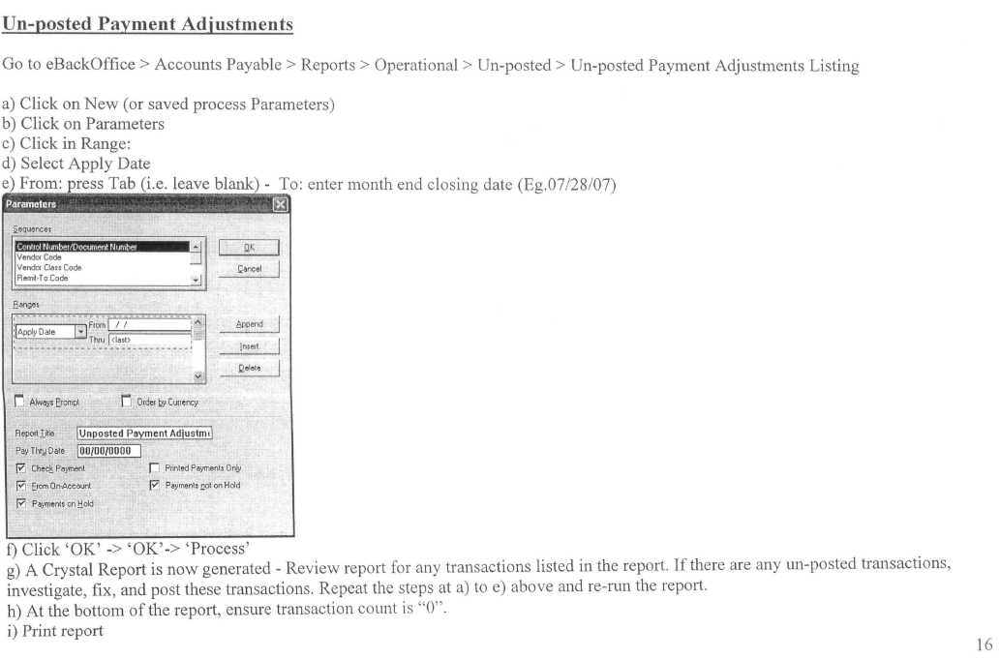 Un-posted Payment Adjustments
Go to eBackOffice > Accounts Payable > Reports > Operational > Un-posted > Un-posted Payment Adjustments Listing
a) Click on New (or saved process Parameters)
b) Click on Parameters
c) Click in Range:
d) Select Apply Date
e) From: press Tab (i.e. leave blank) - To: enter month end closing date (Eg.07/28/07)
Parameters
Sequences
Control Number/Document Number
Vendor Code
Vendor Class Code
Remit-To Code
OK
Cancel
Ranges
Apply Date
From / /
Thru <last>
Append
Insert
Delete
Always Prompt
Order by Currency
Report Title Unposted Payment Adjustm
Pay Thru Date 00/00/0000
Check Payment
Printed Payments Only
From On-Account
Payments not on Hold
Payments on Hold
f) Click ‘OK’ -> ‘OK’-> ‘Process’
g) A Crystal Report is now generated - Review report for any transactions listed in the report. If there are any un-posted transactions,
investigate, fix, and post these transactions. Repeat the steps at a) to e) above and re-run the report.
h) At the bottom of the report, ensure transaction count is “0”.
i) Print report
16